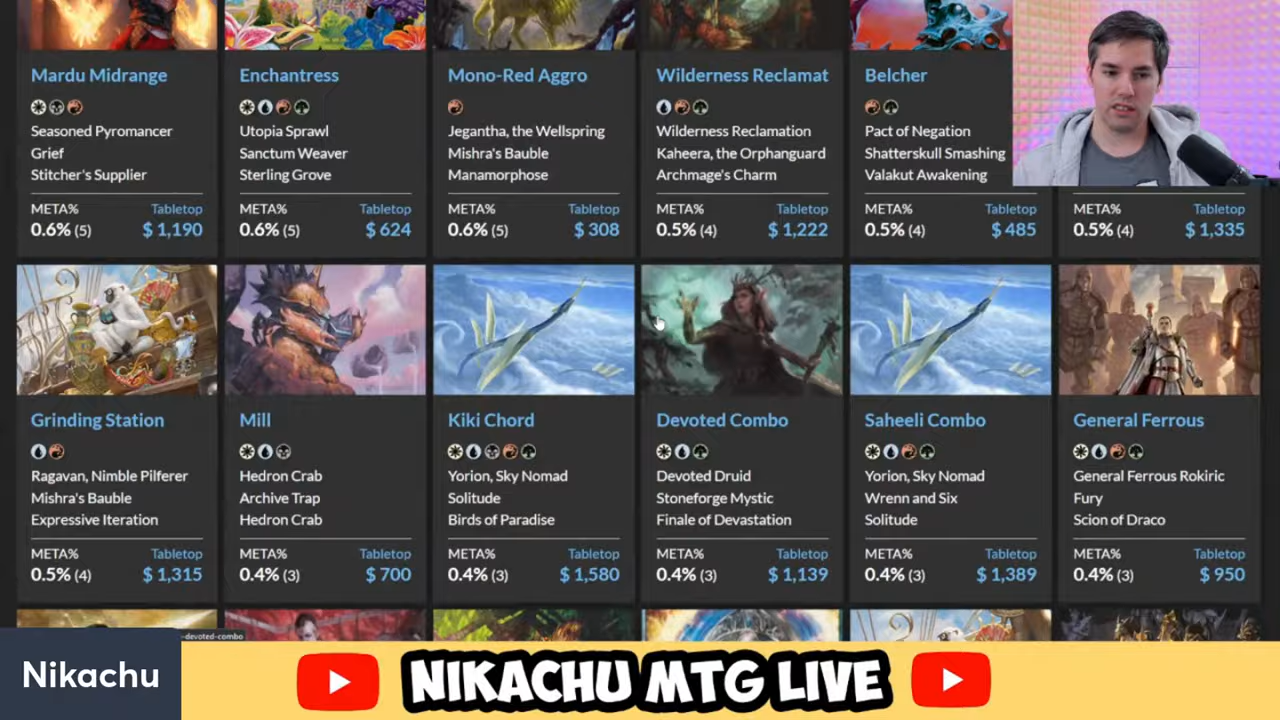 Mardu Midrange
Seasoned Pyromancer
Grief
Stitcher's Supplier
META% Tabletop
0.6% (5) $ 1,190
Enchantress
Utopia Sprawl
Sanctum Weaver
Sterling Grove
META% Tabletop
0.6% (5) $ 624
Mono-Red Aggro
Jegantha, the Wellspring
Mishra's Bauble
Manamorphose
META% Tabletop
0.6% (5) $ 308
Wilderness Reclamat
Wilderness Reclamation
Kaheera, the Orphanguard
Archmage's Charm
META% Tabletop
0.5% (4) $ 1,222
Belcher
Pact of Negation
Shatterskull Smashing
Valakut Awakening
META% Tabletop
0.5% (4) $ 485
META% Tabletop
0.5% (4) $ 1,335
Grinding Station
Ragavan, Nimble Pilferer
Mishra's Bauble
Expressive Iteration
META% Tabletop
0.5% (4) $ 1,315
Mill
Hedron Crab
Archive Trap
Hedron Crab
META% Tabletop
0.4% (3) $ 700
Kiki Chord
Yorion, Sky Nomad
Solitude
Birds of Paradise
META% Tabletop
0.4% (3) $ 1,580
Devoted Combo
Devoted Druid
Stoneforge Mystic
Finale of Devastation
META% Tabletop
0.4% (3) $ 1,139
Saheeli Combo
Yorion, Sky Nomad
Wrenn and Six
Solitude
META% Tabletop
0.4% (3) $ 1,389
General Ferrous
General Ferrous Rokiric
Fury
Scion of Draco
META% Tabletop
0.4% (3) $ 950
-devoted-combo
Nikachu
NIKACHU MTG LIVE